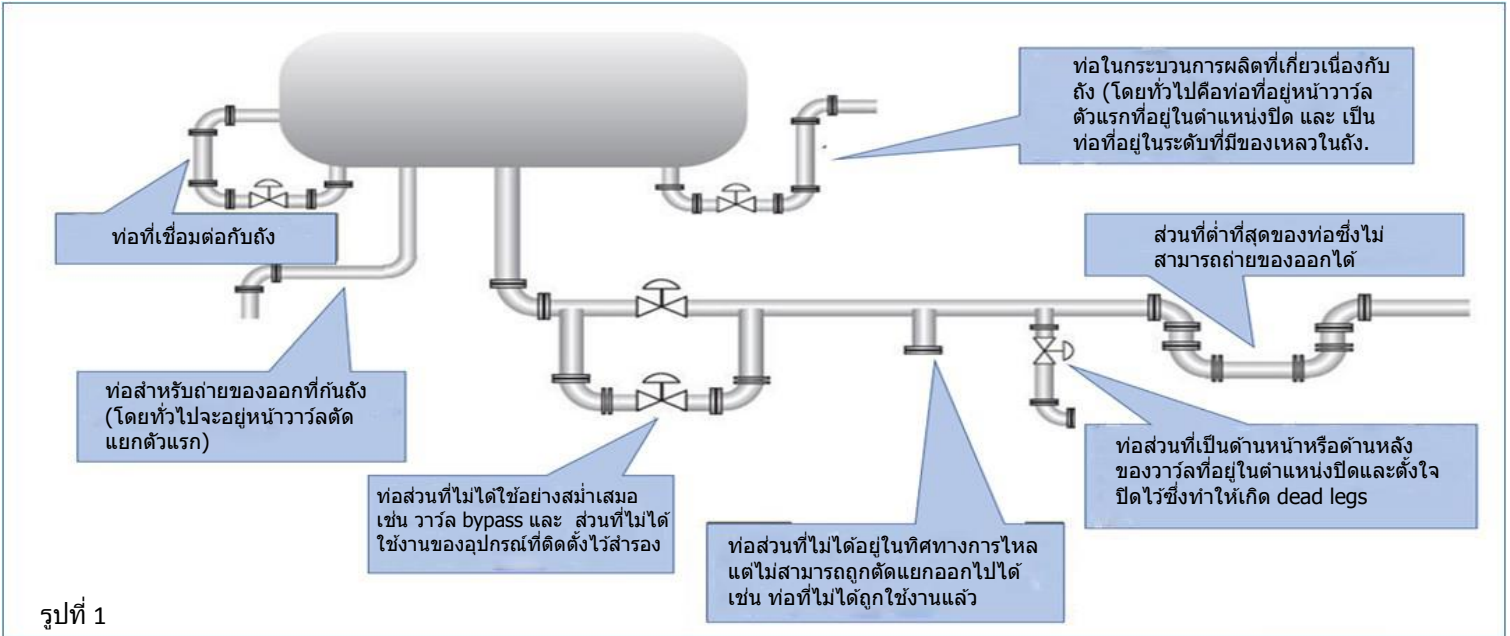 ท่อในกระบวนการผลิตที่เกี่ยวเนื่องกับ
ถัง (โดยทั่วไปคือท่อที่อยู่หน้าวาว์ล
ตัวแรกที่อยู่ในตำแหน่งปิด และ เป็น
ท่อที่อยู่ในระดับที่มีของเหลวในถัง.
ท่อที่เชื่อมต่อกับถัง
ส่วนที่ต่ำที่สุดของท่อซึ่งไม่
สามารถถ่ายของออกได้
ท่อสำหรับถ่ายของออกที่ก้นถัง
(โดยทั่วไปจะอยู่หน้าวาว์ลตัด
แยกตัวแรก)
ท่อส่วนที่ไม่ได้ใช้อย่างสม่ำเสมอ
เช่น วาว์ล bypass และ ส่วนที่ไม่ได้
ใช้งานของอุปกรณ์ที่ติดตั้งไว้สำรอง
ท่อส่วนที่ไม่ได้อยู่ในทิศทางการไหล
แต่ไม่สามารถถูกตัดแยกออกไปได้
เช่น ท่อที่ไม่ได้ถูกใช้งานแล้ว
ท่อส่วนที่เป็นด้านหน้าหรือด้านหลัง
ของวาว์ลที่อยู่ในตำแหน่งปิดและตั้งใจ
ปิดไว้ซึ่งทำให้เกิด dead legs
รูปที่ 1